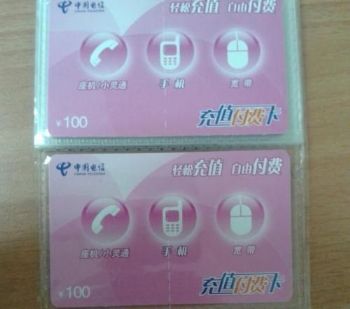 中国电信 轻松充值 自由付费
座机/小灵通 手机 宽带
¥100 充值付费卡
中国电信 轻松充值 自由付费
CHINA TELECOM
座机/小灵通 手机 宽带
¥100 充值付费卡